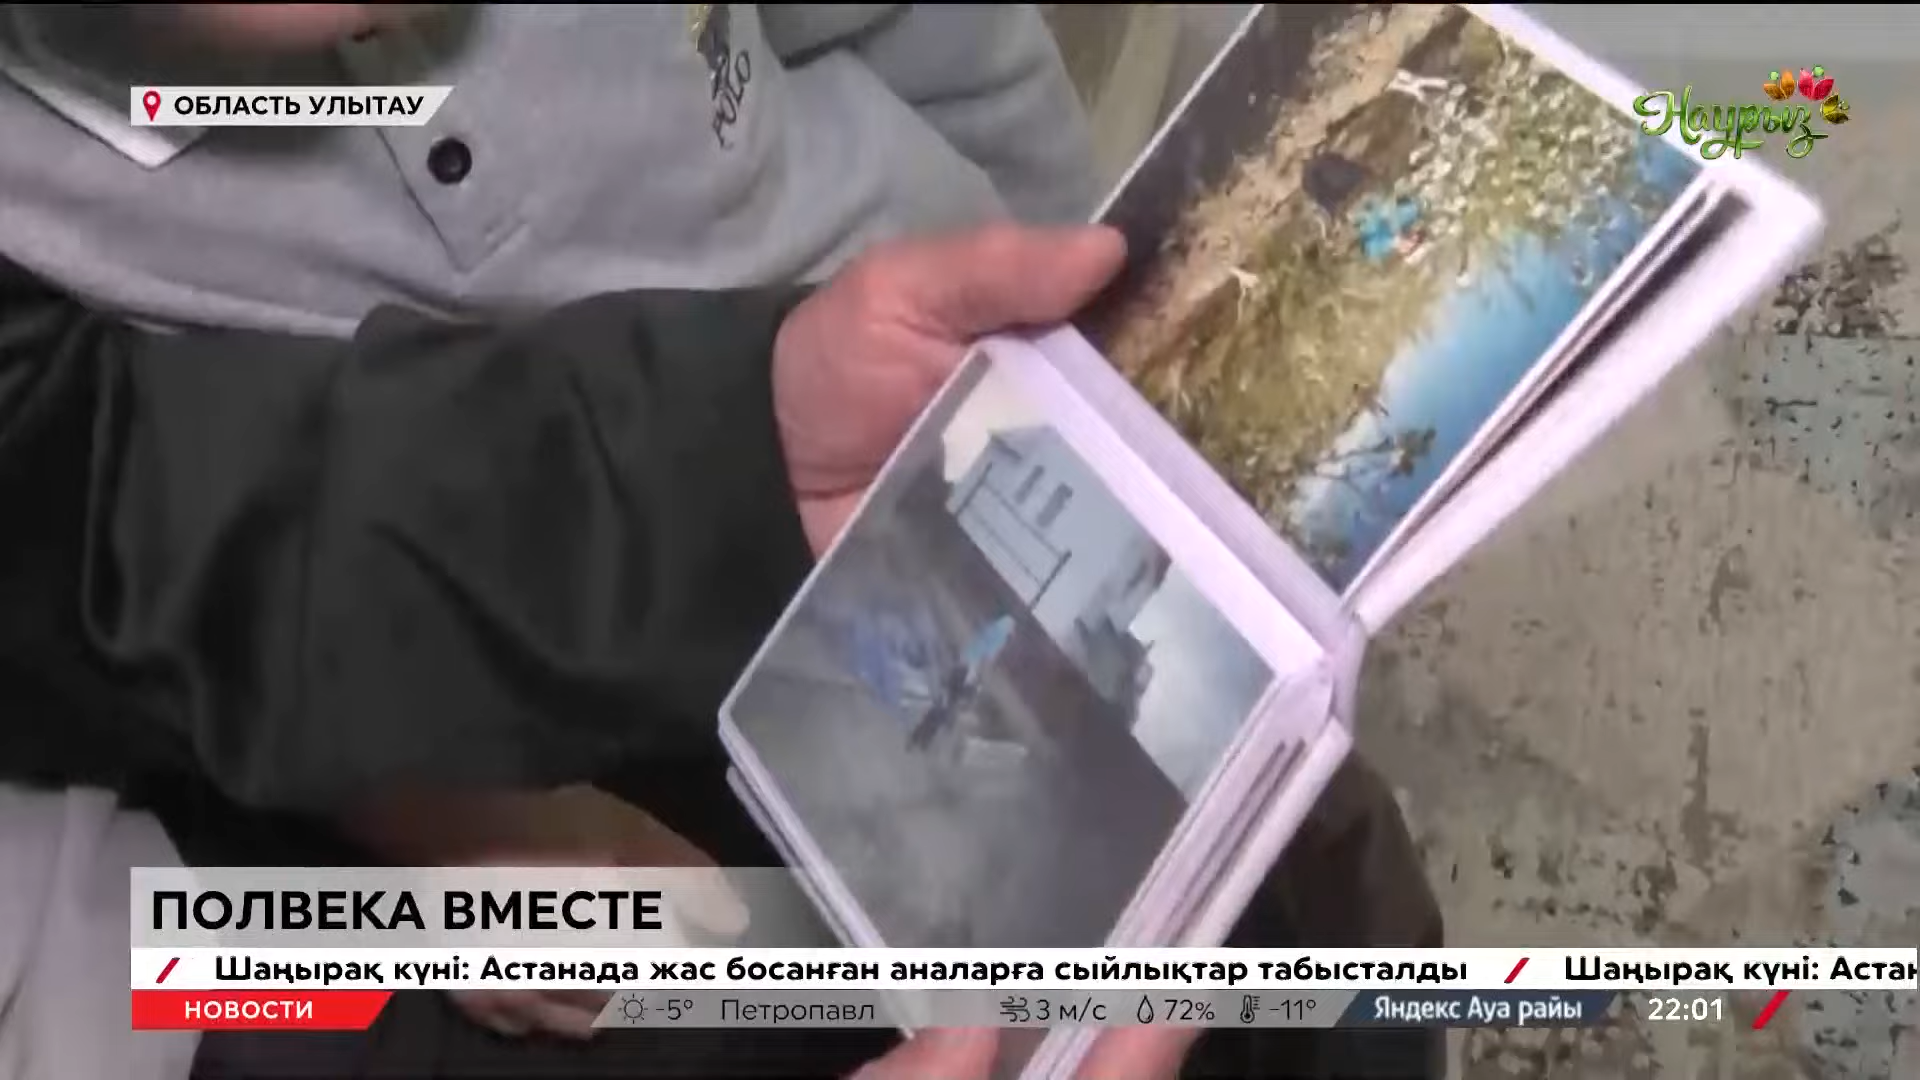 POLO
ОБЛАСТЬ УЛЫТАУ
Наурыз
ПОЛВЕКА ВМЕСТЕ
/ Шаңырақ күні: Астанада жас босанған аналарға сыйлықтар табысталды / Шаңырақ күні: Астан
НОВОСТИ -5° Петропавл 3 м/с 72% -11° Яндекс Ауа райы 22:01